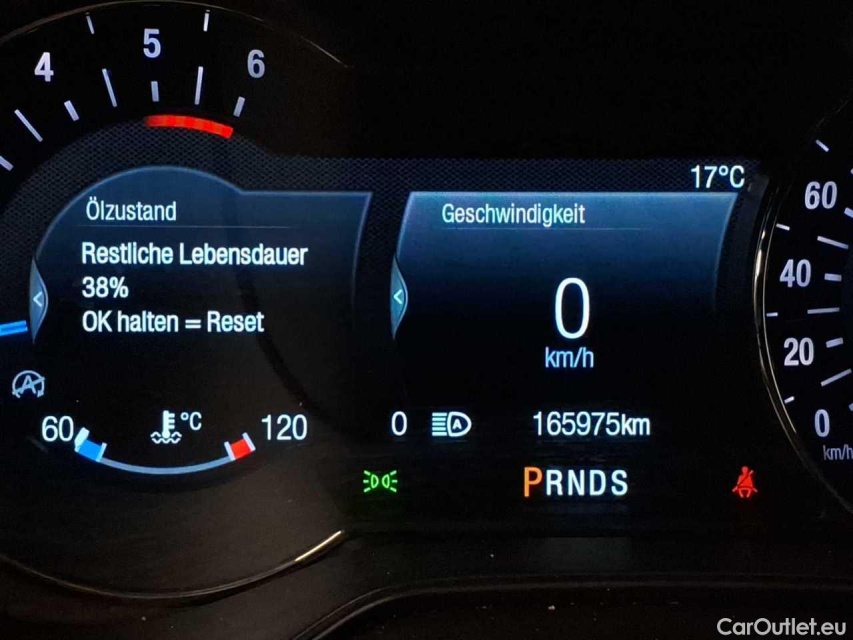 4 5 6
17°C
Ölzustand
Restliche Lebensdauer
38%
OK halten = Reset
Geschwindigkeit
0
km/h
60 °C 120
0 A 165975km
PRNDS
60
40
20
0
km/h
A
CarOutlet.eu